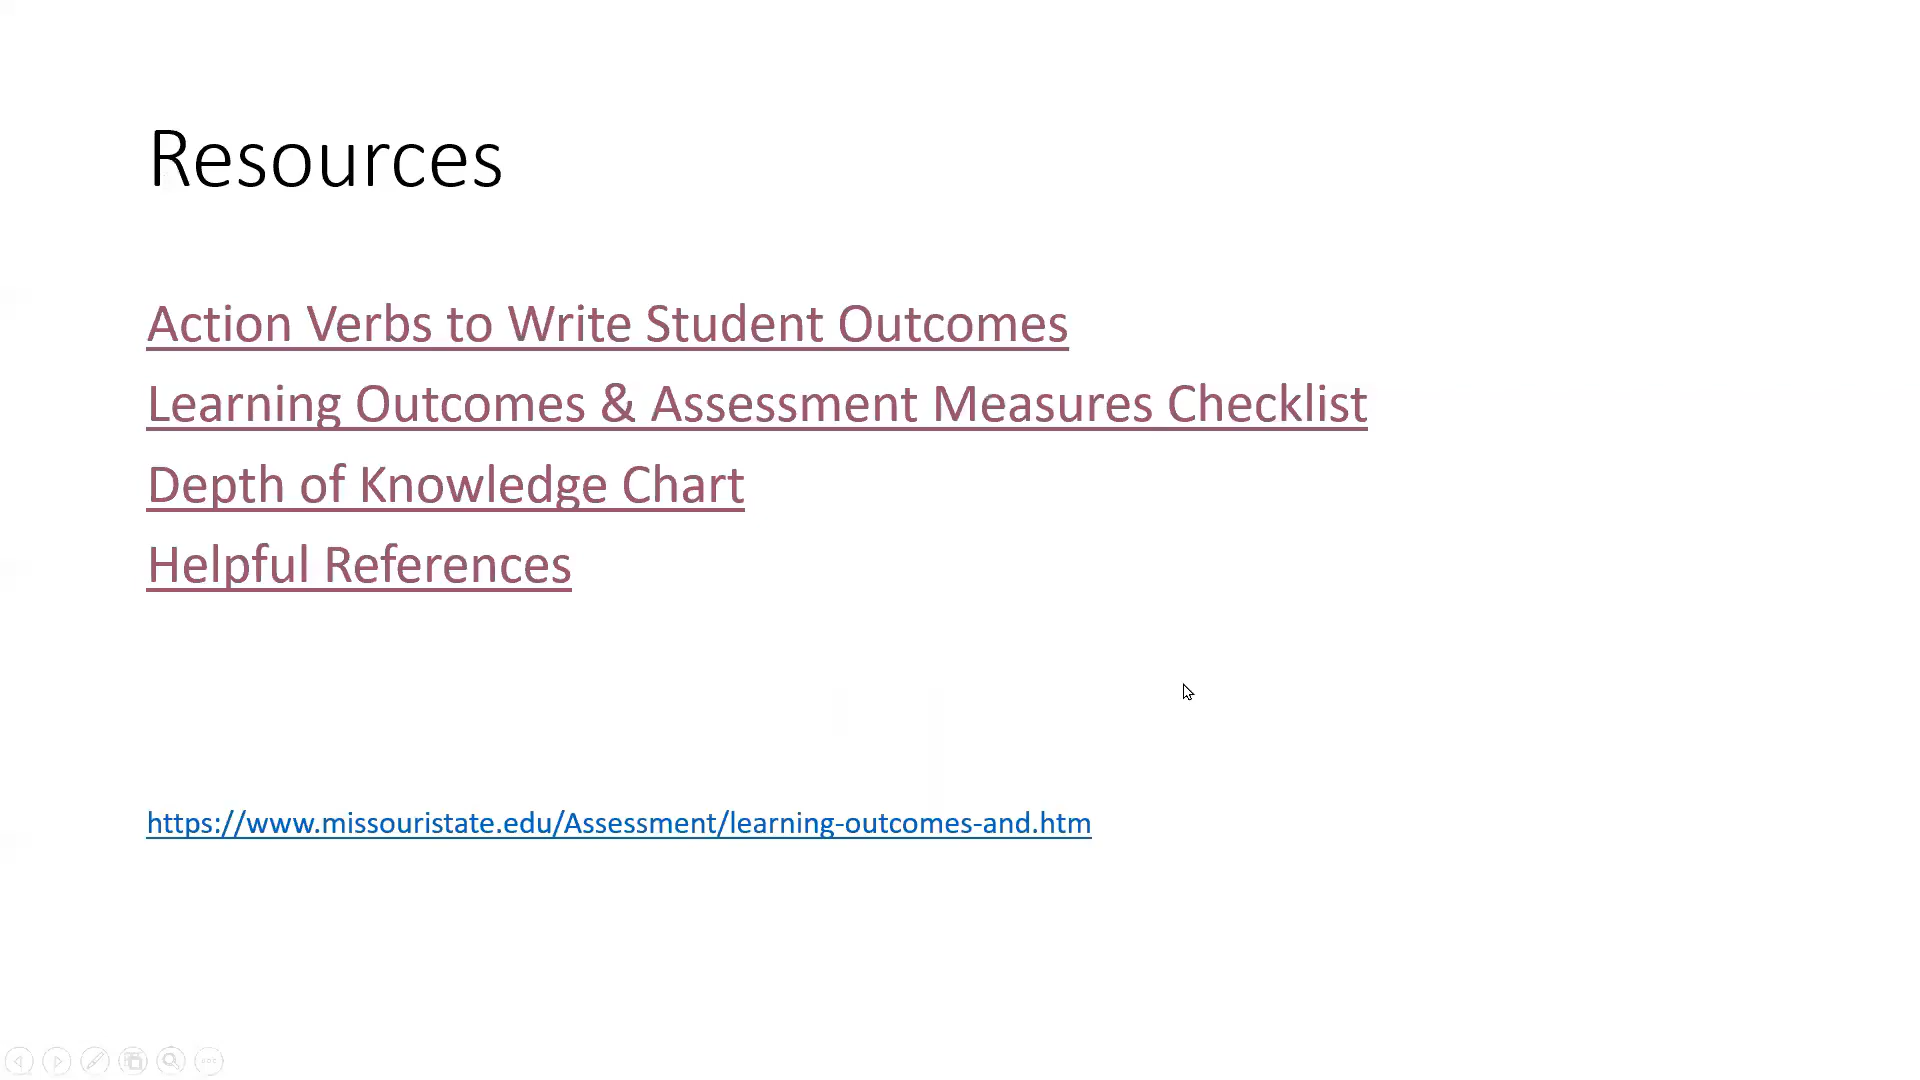 Resources
Action Verbs to Write Student Outcomes
Learning Outcomes & Assessment Measures Checklist
Depth of Knowledge Chart
Helpful References
https://www.missouristate.edu/Assessment/learning-outcomes-and.htm